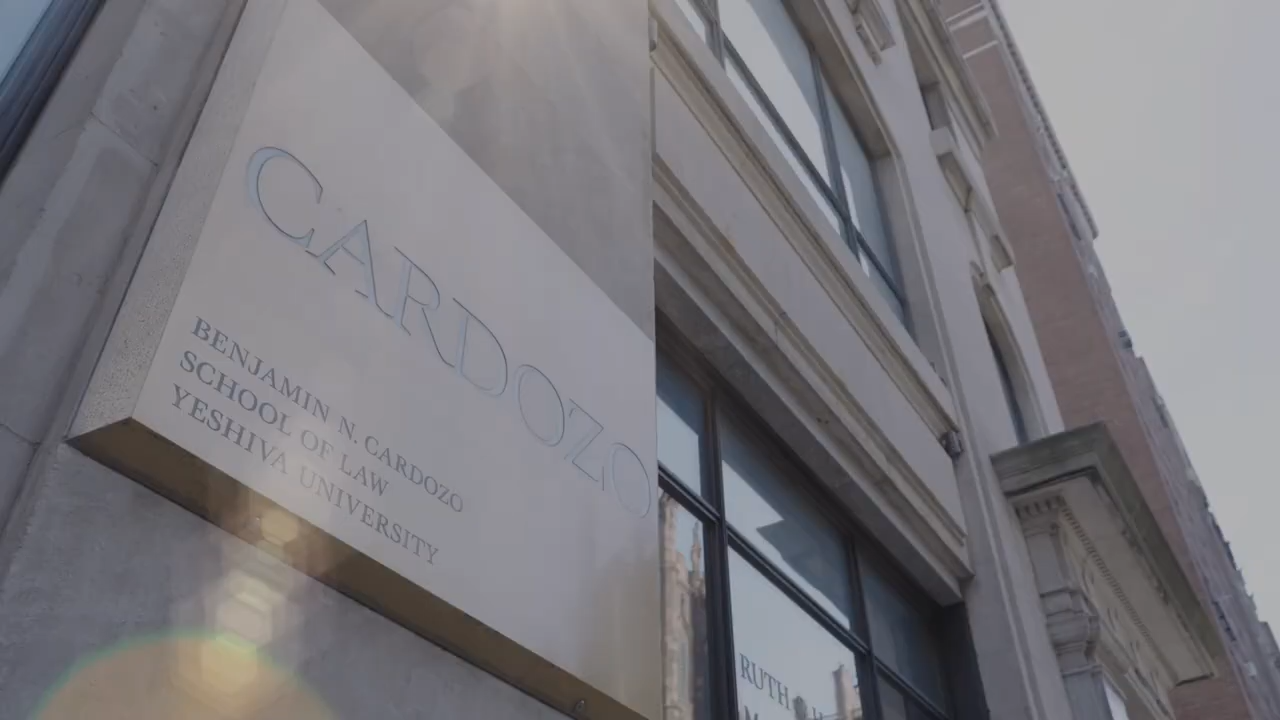 CARDOZO
BENJAMIN N. CARDOZO
SCHOOL OF LAW
YESHIVA UNIVERSITY
RUTH